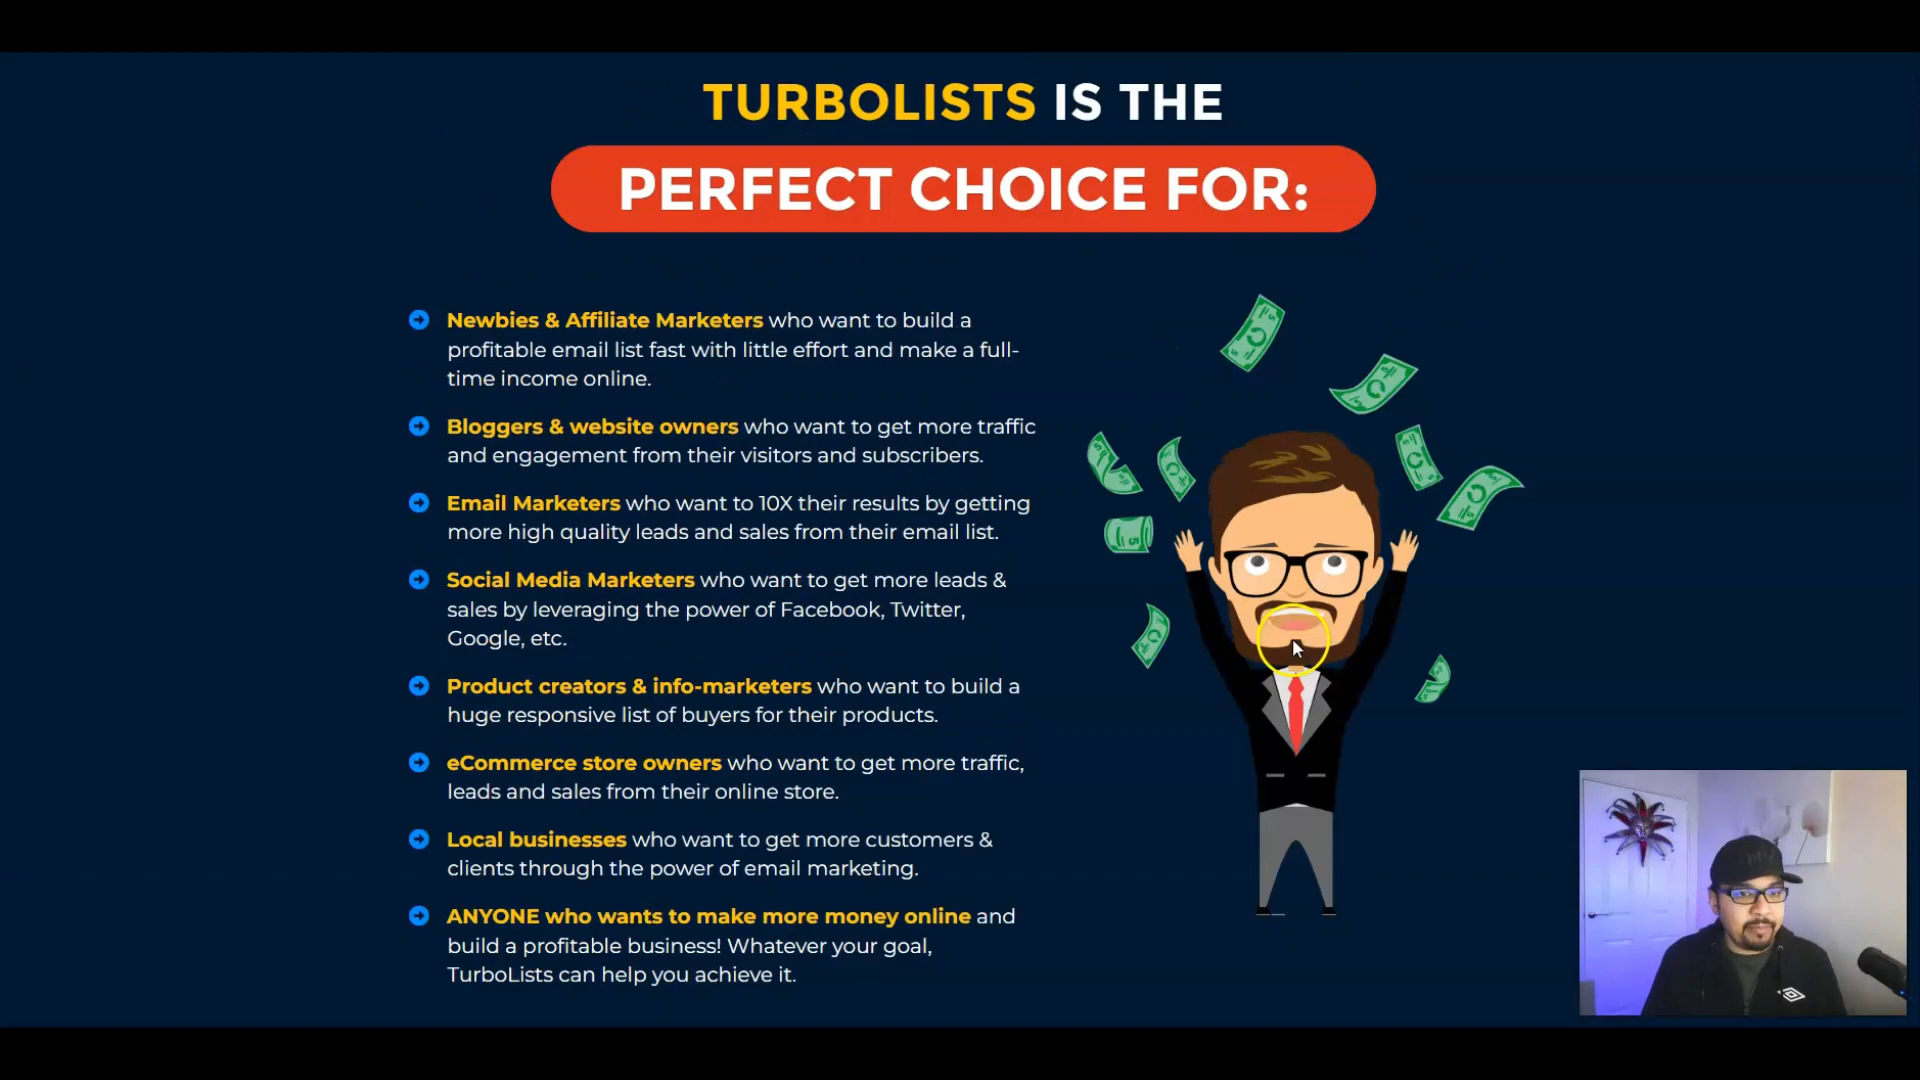 TURBOLISTS IS THE
PERFECT CHOICE FOR:
Newbies & Affiliate Marketers who want to build a
profitable email list fast with little effort and make a full-
time income online.
Bloggers & website owners who want to get more traffic
and engagement from their visitors and subscribers.
Email Marketers who want to 10X their results by getting
more high quality leads and sales from their email list.
Social Media Marketers who want to get more leads &
sales by leveraging the power of Facebook, Twitter,
Google, etc.
Product creators & info-marketers who want to build a
huge responsive list of buyers for their products.
eCommerce store owners who want to get more traffic,
leads and sales from their online store.
Local businesses who want to get more customers &
clients through the power of email marketing.
ANYONE who wants to make more money online and
build a profitable business! Whatever your goal,
TurboLists can help you achieve it.